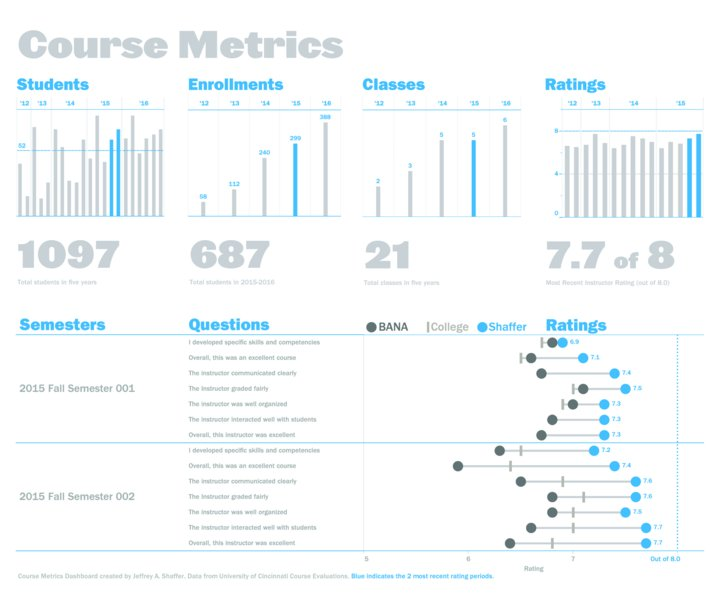 Course Metrics
Students
Enrollments
Classes
Ratings
'12 '13 '14 '15 '16
'12 '13 '14 '15 '16
'12 '13 '14 '15 '16
'12 '13 '14 '15
52
58 112 240 299 388
2 3 5 5 6
8
4
0
1097
687
21
7.7 of 8
Total students in five years
Total students in 2015-2016
Total classes in five years
Most Recent Instructor Rating (out of 8.0)
Semesters
Questions
BANA
College
Shaffer
Ratings
2015 Fall Semester 001
I developed specific skills and competencies 6.9
Overall, this was an excellent course 7.1
The instructor communicated clearly 7.4
The instructor graded fairly 7.5
The instructor was well organized 7.3
The instructor interacted well with students 7.3
Overall, this instructor was excellent 7.3
2015 Fall Semester 002
I developed specific skills and competencies 7.2
Overall, this was an excellent course 7.4
The instructor communicated clearly 7.6
The instructor graded fairly 7.6
The instructor was well organized 7.5
The instructor interacted well with students 7.7
Overall, this instructor was excellent 7.7
5 6 7 Out of 8.0
Rating
Course Metrics Dashboard created by Jeffrey A. Shaffer. Data from University of Cincinnati Course Evaluations. Blue indicates the 2 most recent rating periods.